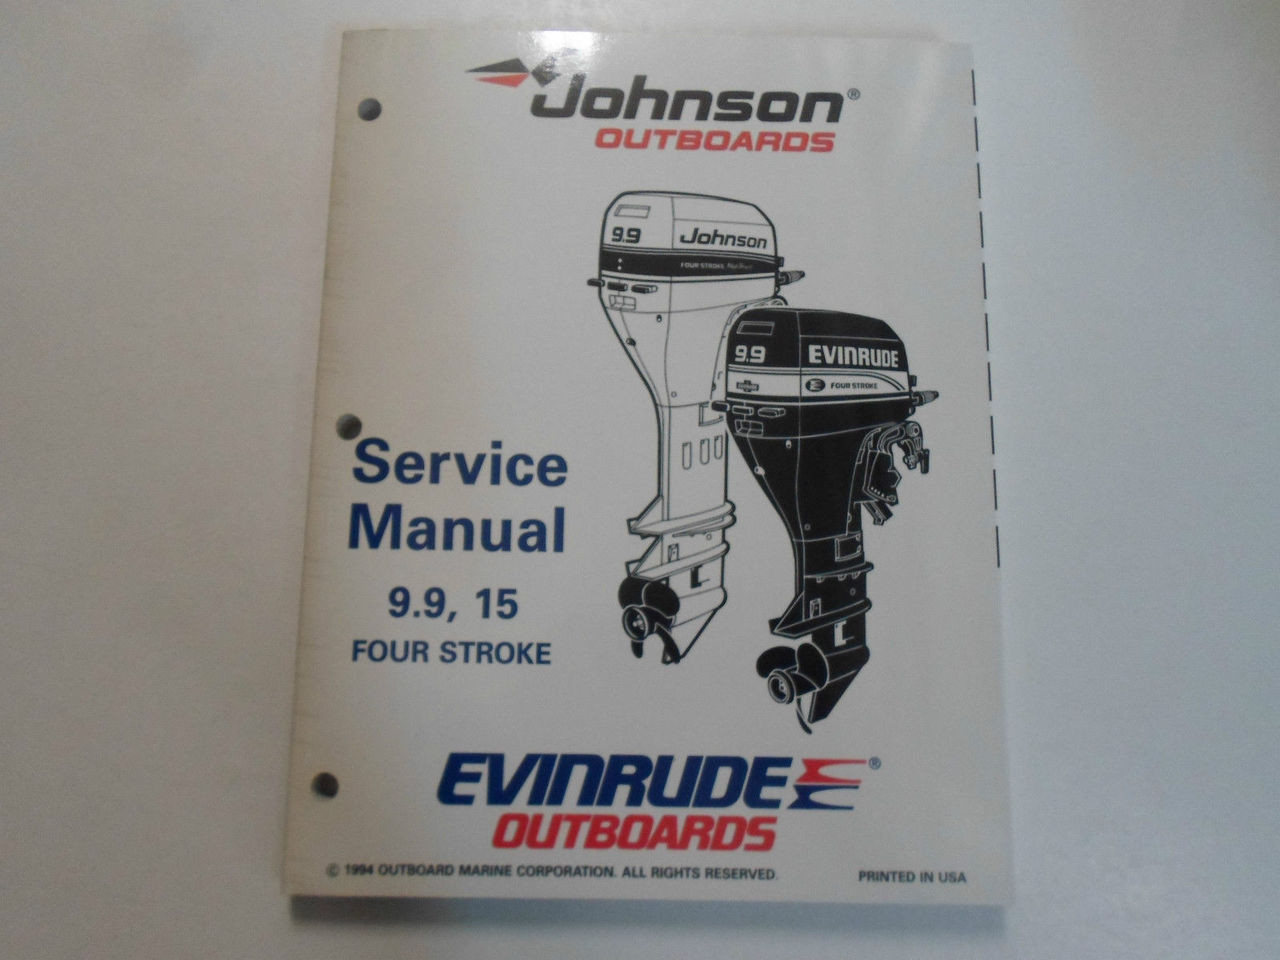 Johnson®
OUTBOARDS
9.9
Johnson
FOUR STROKE
9.9
EVINRUDE
FOUR STROKE
Service
Manual
9.9, 15
FOUR STROKE
EVINRUDE®
OUTBOARDS
© 1994 OUTBOARD MARINE CORPORATION. ALL RIGHTS RESERVED.
PRINTED IN USA